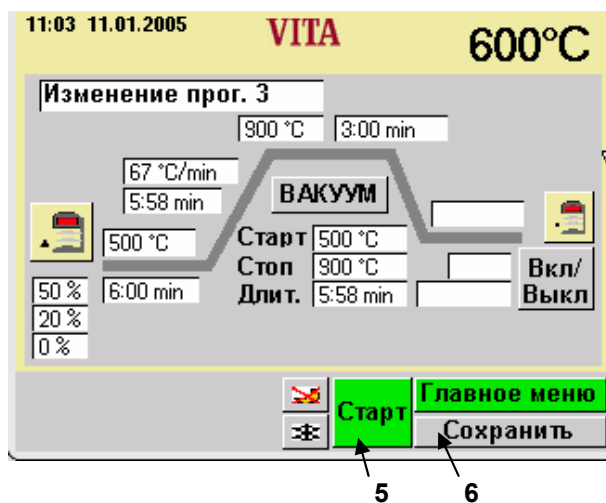 11:03 11.01.2005 VITA 600°C
Изменение прог. 3
900 °C 3:00 min
67 °C/min
5:58 min
ВАКУУМ
500 °C
Старт 500 °C
Стоп 900 °C
Вкл/
Выкл
50 % 6:00 min
Длит. 5:58 min
20 %
0 %
Старт
Главное меню
Сохранить
5 6